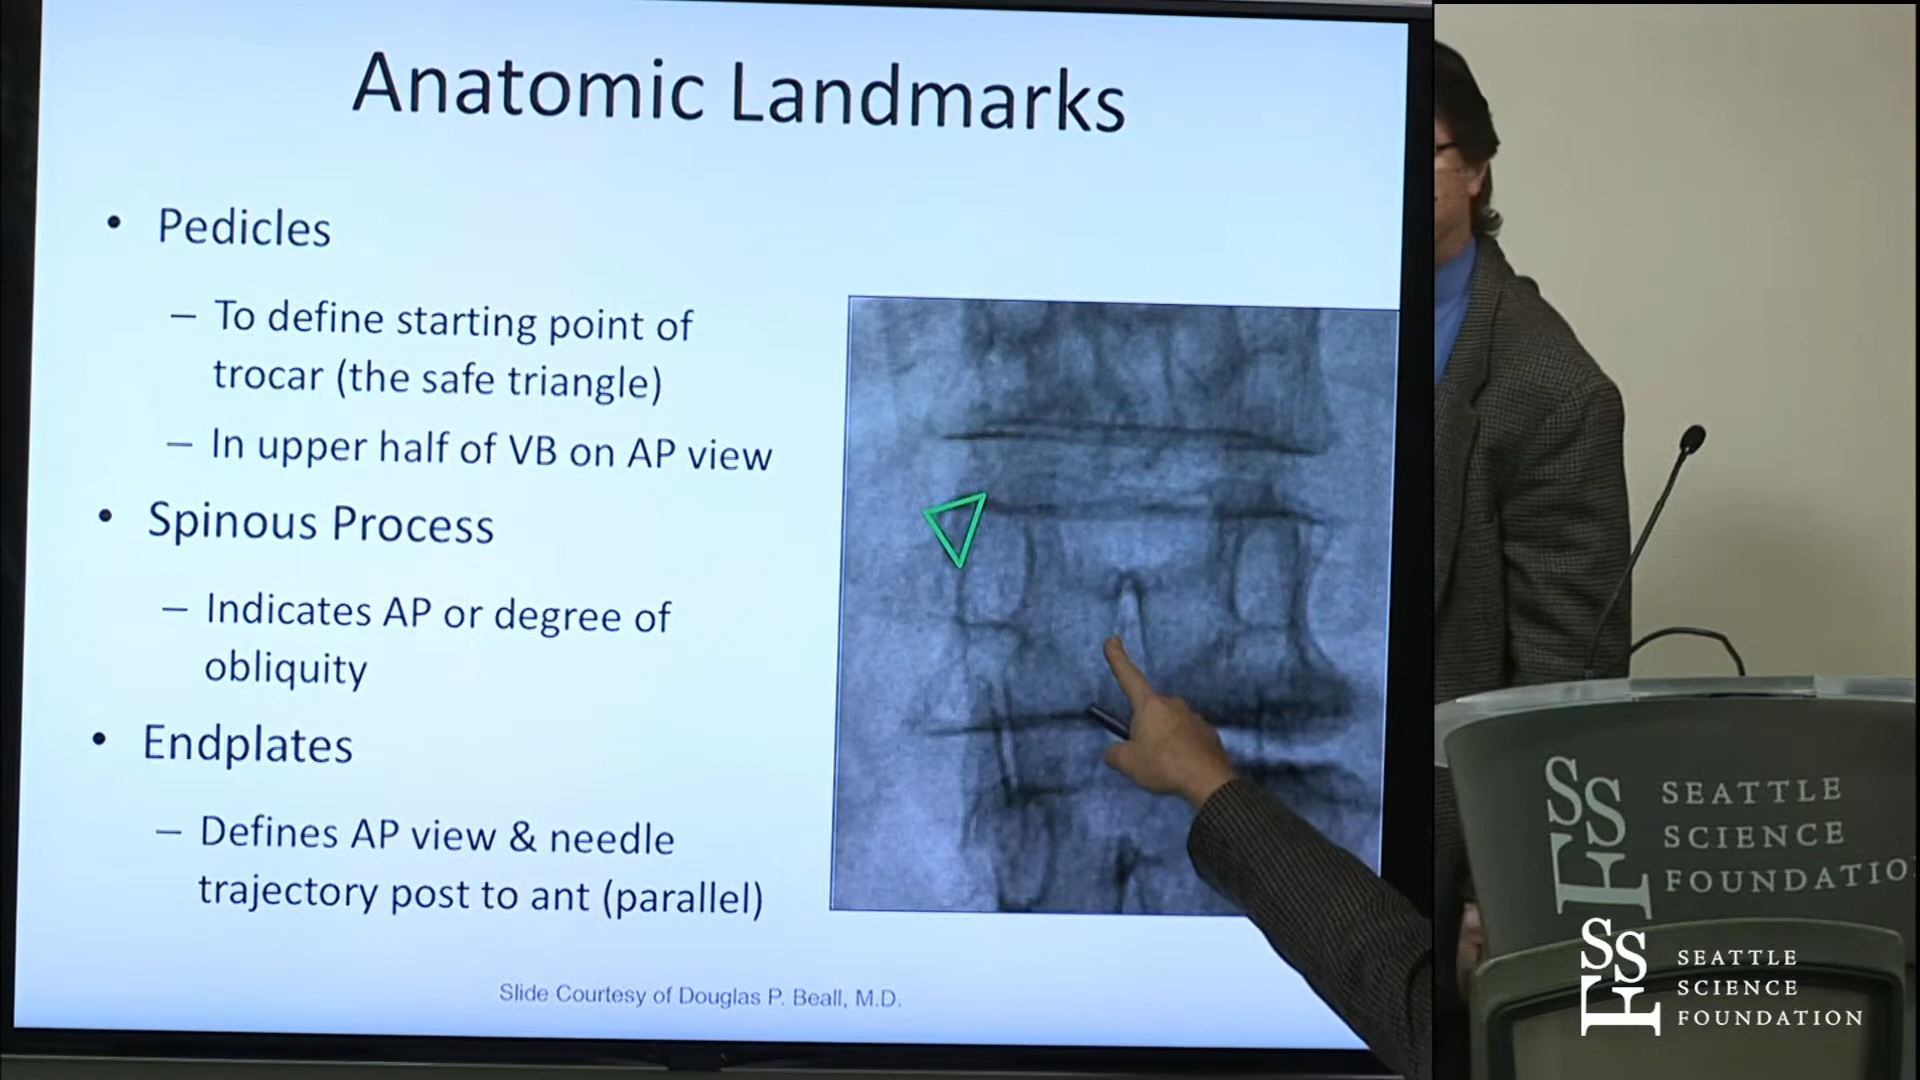 Anatomic Landmarks
• Pedicles
– To define starting point of
trocar (the safe triangle)
– In upper half of VB on AP view
• Spinous Process
– Indicates AP or degree of
obliquity
• Endplates
– Defines AP view & needle
trajectory post to ant (parallel)
Slide Courtesy of Douglas P. Beall, M.D.
SSF
SEATTLE
SCIENCE
FOUNDATIO
SSF
SEATTLE
SCIENCE
FOUNDATION